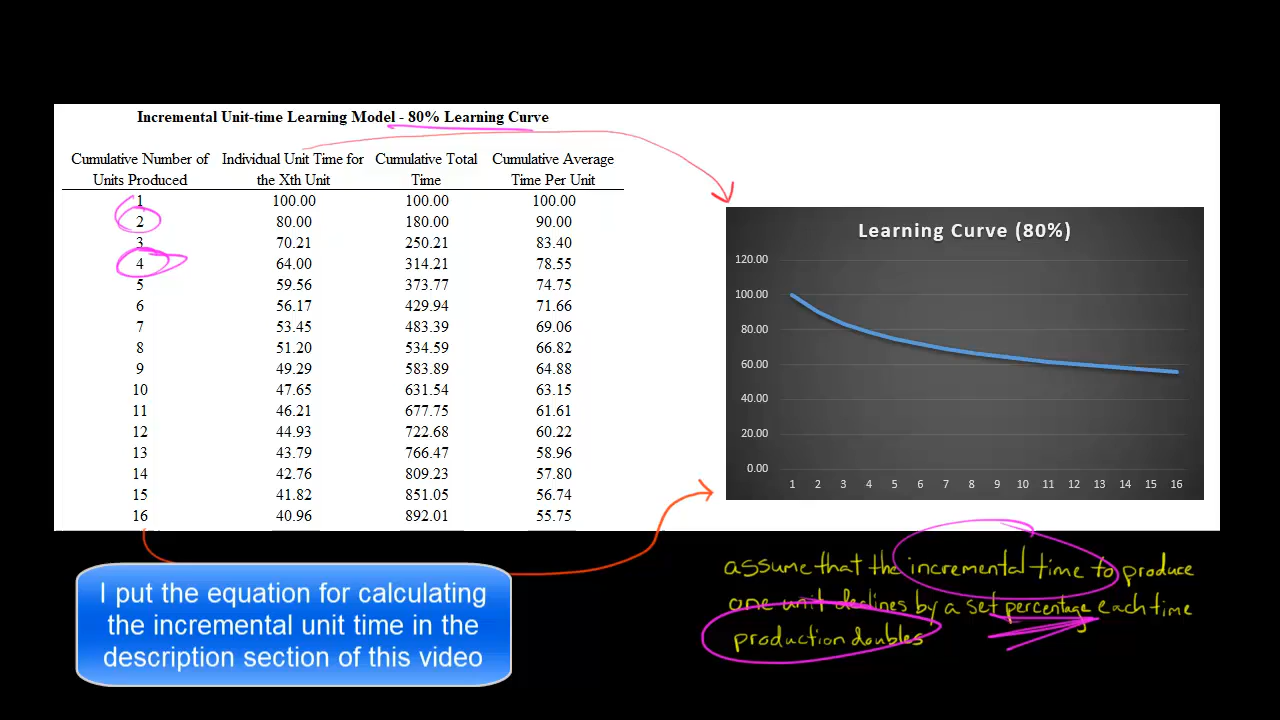 Incremental Unit-time Learning Model - 80% Learning Curve
Cumulative Number of Individual Unit Time for Cumulative Total Cumulative Average
Units Produced the Xth Unit Time Time Per Unit
1 100.00 100.00 100.00
2 80.00 180.00 90.00
3 70.21 250.21 83.40
4 64.00 314.21 78.55
5 59.56 373.77 74.75
6 56.17 429.94 71.66
7 53.45 483.39 69.06
8 51.20 534.59 66.82
9 49.29 583.89 64.88
10 47.65 631.54 63.15
11 46.21 677.75 61.61
12 44.93 722.68 60.22
13 43.79 766.47 58.96
14 42.76 809.23 57.80
15 41.82 851.05 56.74
16 40.96 892.01 55.75
Learning Curve (80%)
120.00
100.00
80.00
60.00
40.00
20.00
0.00
1 2 3 4 5 6 7 8 9 10 11 12 13 14 15 16
I put the equation for calculating
the incremental unit time in the
description section of this video
assume that the incremental time to produce
one unit declines by a set percentage each time
production doubles